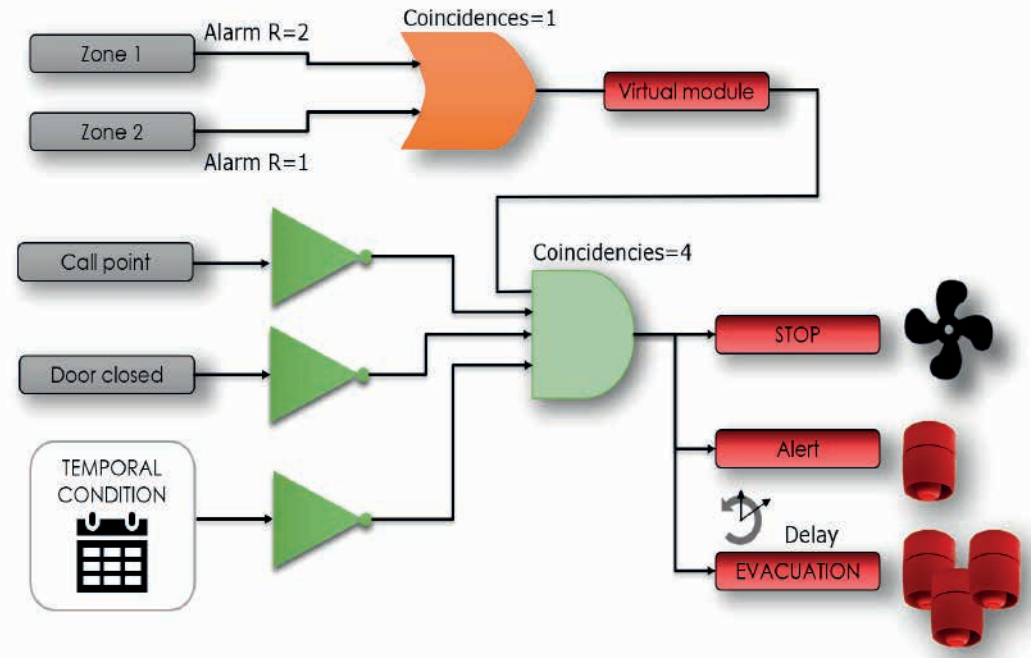 Coincidences=1
Alarm R=2
Zone 1
Virtual module
Zone 2
Alarm R=1
Coincidencies=4
Call point
STOP
Door closed
Alert
TEMPORAL
CONDITION
Delay
EVACUATION